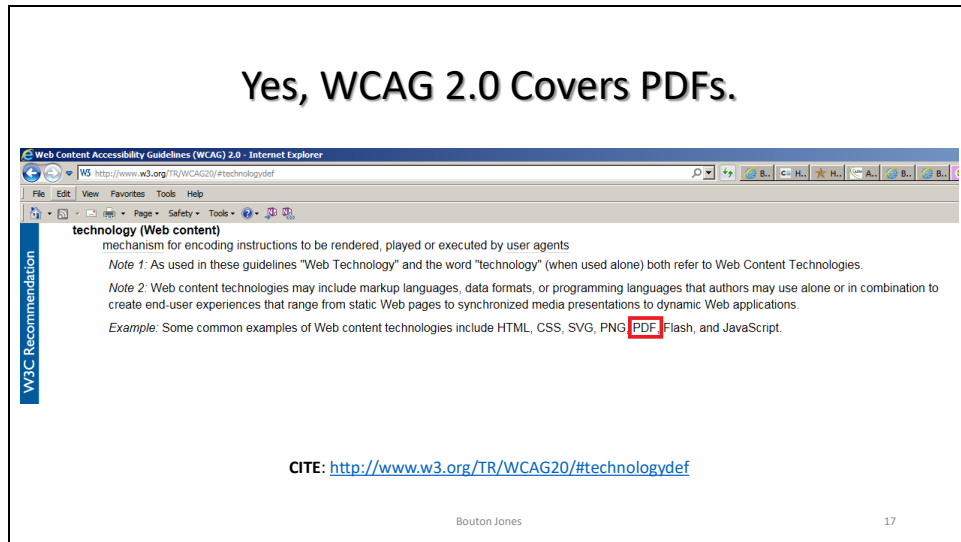 Yes, WCAG 2.0 Covers PDFs.
Web Content Accessibility Guidelines (WCAG) 2.0 - Internet Explorer
W3 http://www.w3.org/TR/WCAG20/#technologydef
B.. H.. H.. A.. B.. B..
File Edit View Favorites Tools Help
Page Safety Tools
W3C Recommendation
technology (Web content)
mechanism for encoding instructions to be rendered, played or executed by user agents
Note 1: As used in these guidelines "Web Technology" and the word "technology" (when used alone) both refer to Web Content Technologies.
Note 2: Web content technologies may include markup languages, data formats, or programming languages that authors may use alone or in combination to
create end-user experiences that range from static Web pages to synchronized media presentations to dynamic Web applications.
Example: Some common examples of Web content technologies include HTML, CSS, SVG, PNG, PDF, Flash, and JavaScript.
CITE: http://www.w3.org/TR/WCAG20/#technologydef
Bouton Jones
17